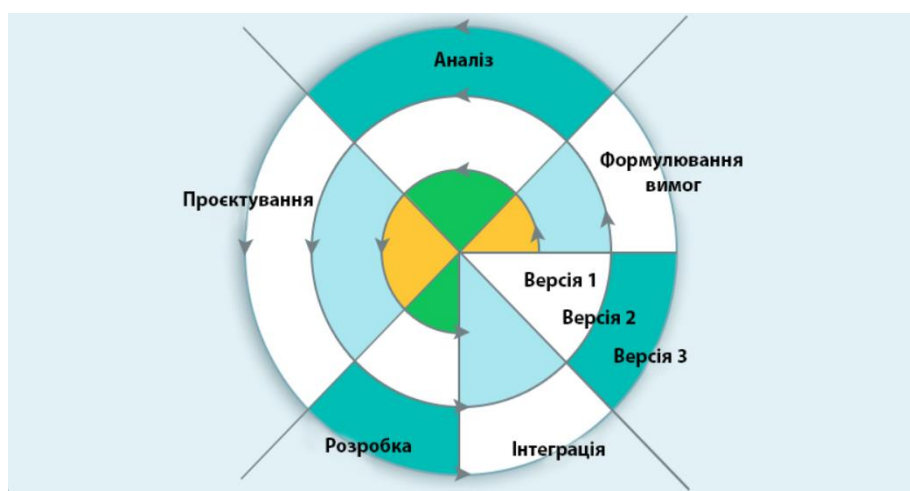 Аналіз
Формулювання
вимог
Проєктування
Версія 1
Версія 2
Версія 3
Розробка
Інтеграція